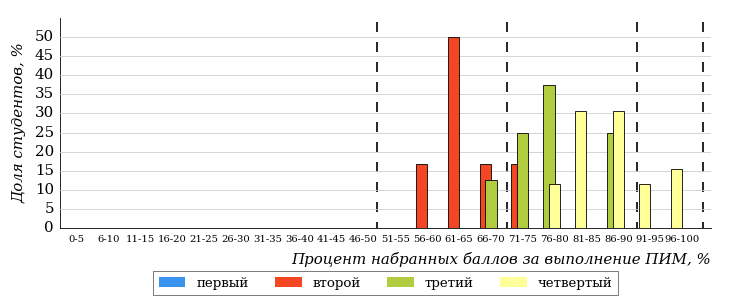 Доля студентов, %
50
45
40
35
30
25
20
15
10
5
0
0-5 6-10 11-15 16-20 21-25 26-30 31-35 36-40 41-45 46-50 51-55 56-60 61-65 66-70 71-75 76-80 81-85 86-90 91-95 96-100
Процент набранных баллов за выполнение ПИМ, %
первый второй третий четвертый